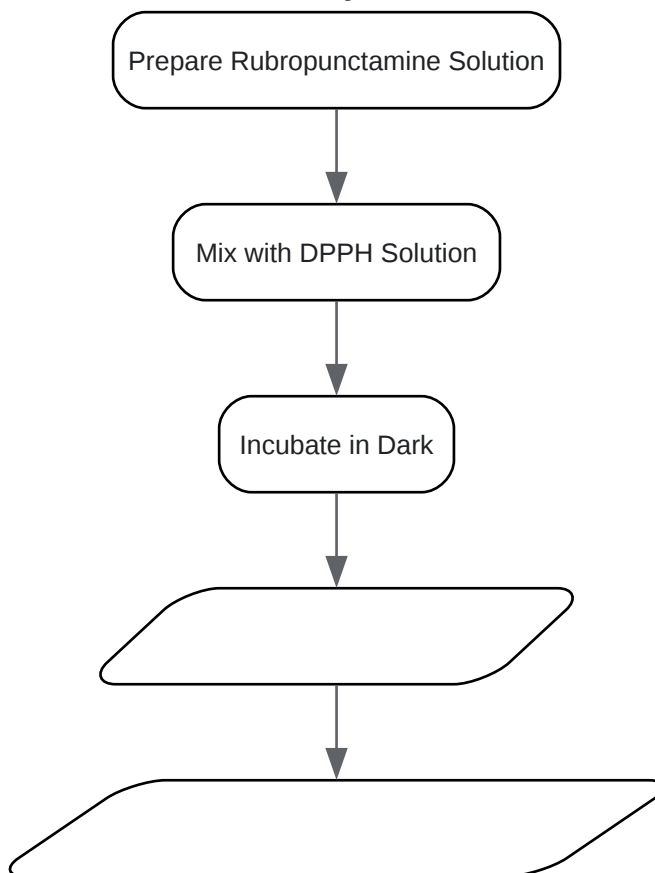 Prepare Rubropunctamine Solution
Mix with DPPH Solution
Incubate in Dark